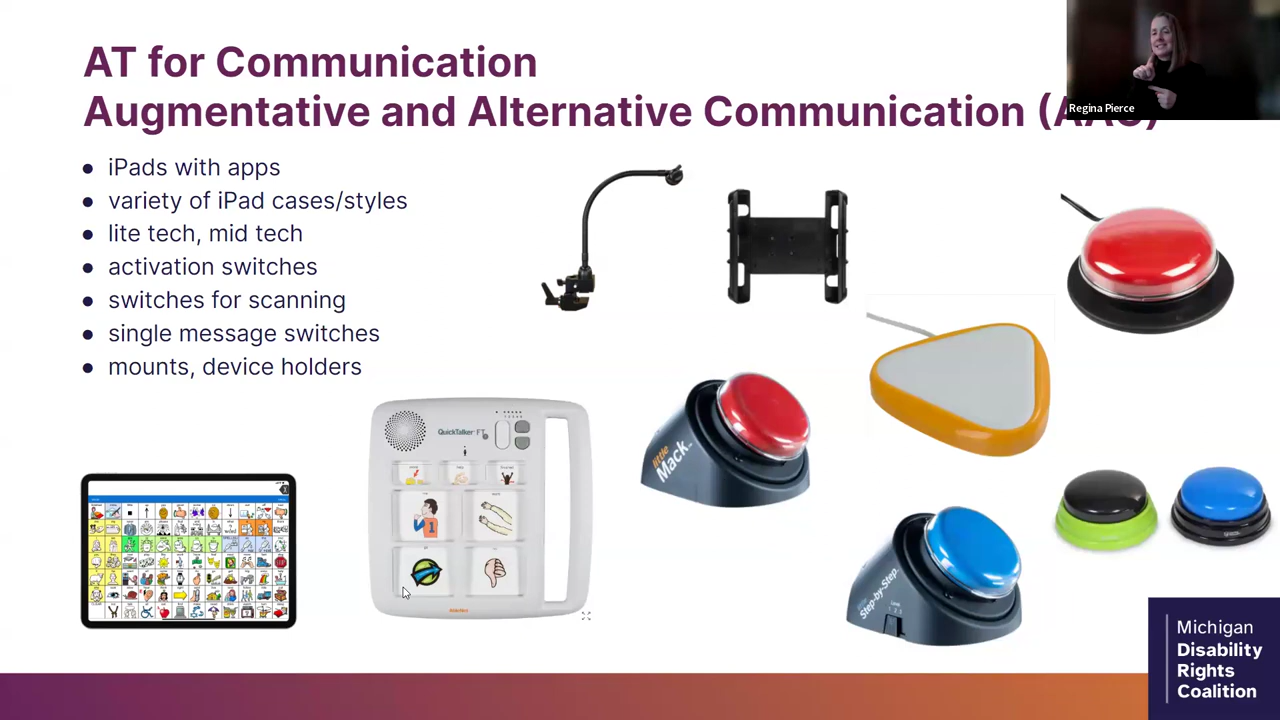 AT for Communication
Augmentative and Alternative Communication (AAC)
Regina Pierce
iPads with apps
variety of iPad cases/styles
lite tech, mid tech
activation switches
switches for scanning
single message switches
mounts, device holders
QuickTalker FT
little
Mack
Step-by-Step
Michigan
Disability
Rights
Coalition